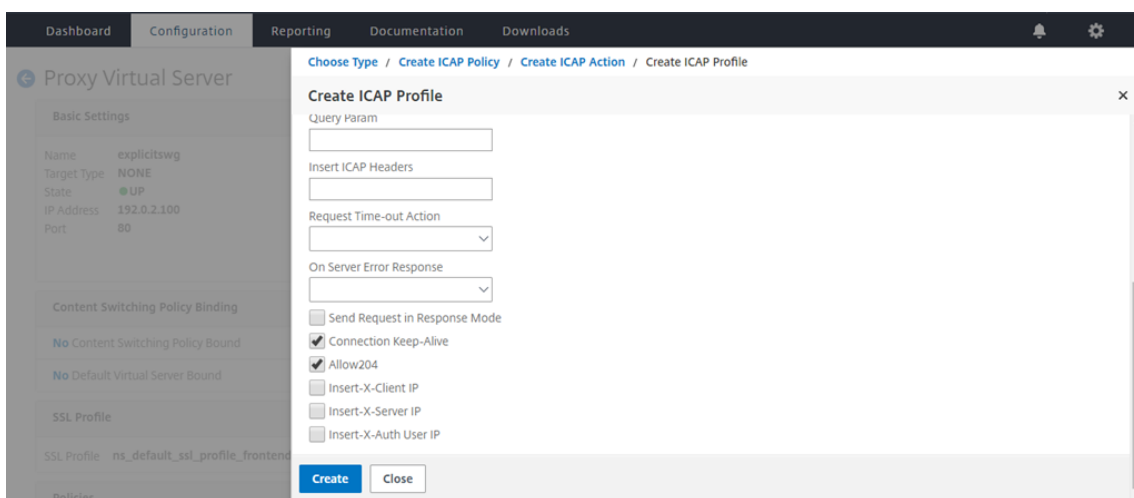 Dashboard Configuration Reporting Documentation Downloads
Proxy Virtual Server
Basic Settings
Name explicitswg
Target Type NONE
State UP
IP Address 192.0.2.100
Port 80
Content Switching Policy Binding
No Content Switching Policy Bound
No Default Virtual Server Bound
SSL Profile
SSL Profile ns_default_ssl_profile_frontend
Policies
Choose Type / Create ICAP Policy / Create ICAP Action / Create ICAP Profile
Create ICAP Profile
Query Param
Insert ICAP Headers
Request Time-out Action
On Server Error Response
Send Request in Response Mode
Connection Keep-Alive
Allow204
Insert-X-Client IP
Insert-X-Server IP
Insert-X-Auth User IP
Create Close